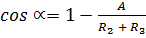 cos ∝= 1 − A / (R₂ + R₃)